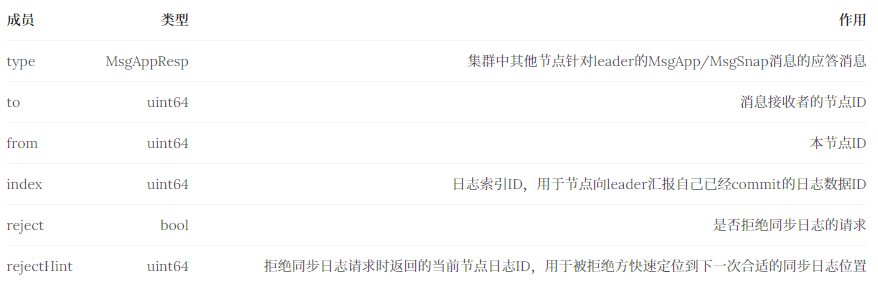 成员 类型 作用
type MsgAppResp 集群中其他节点针对leader的MsgApp/MsgSnap消息的应答消息
to uint64 消息接收者的节点ID
from uint64 本节点ID
index uint64 日志索引ID，用于节点向leader汇报自己已经commit的日志数据ID
reject bool 是否拒绝同步日志的请求
rejectHint uint64 拒绝同步日志请求时返回的当前节点日志ID，用于被拒绝方快速定位到下一次合适的同步日志位置